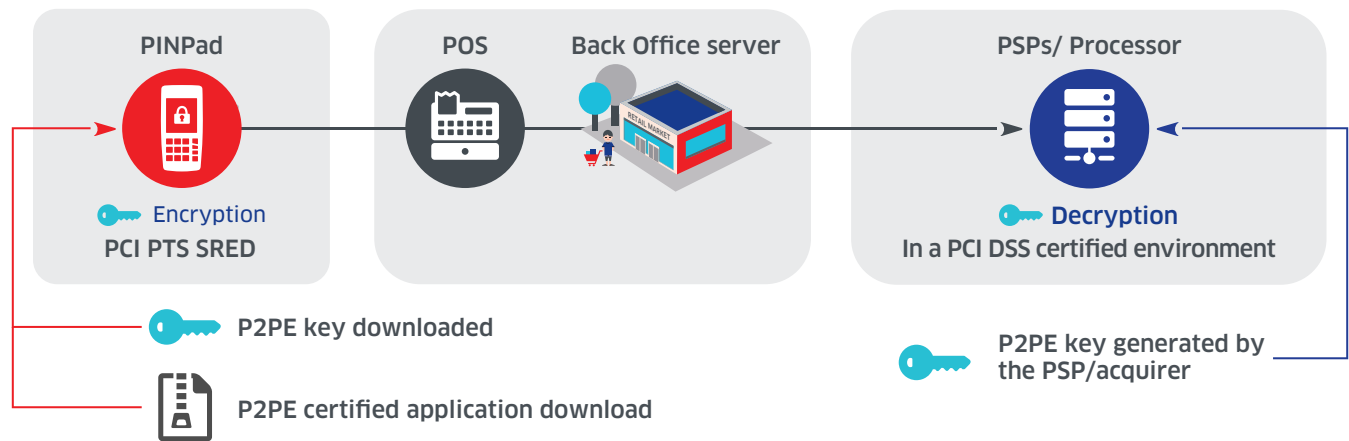 PINPad
POS
Back Office server
PSPs/ Processor
RETAIL MARKET
Encryption
PCI PTS SRED
Decryption
In a PCI DSS certified environment
P2PE key downloaded
P2PE key generated by
the PSP/acquirer
P2PE certified application download